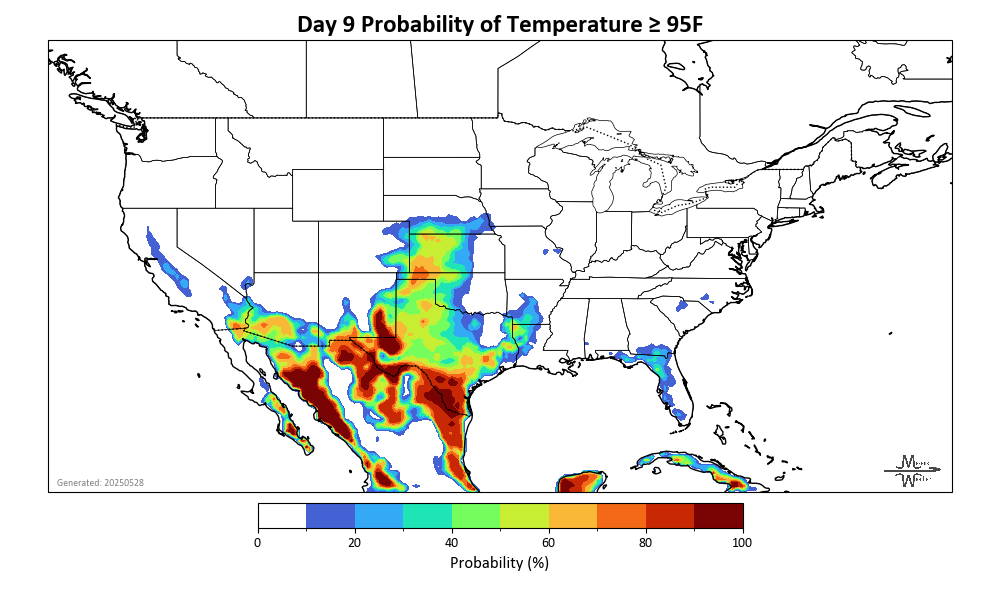 Day 9 Probability of Temperature ≥ 95F
Generated: 20250528
0 20 40 60 80 100
Probability (%)